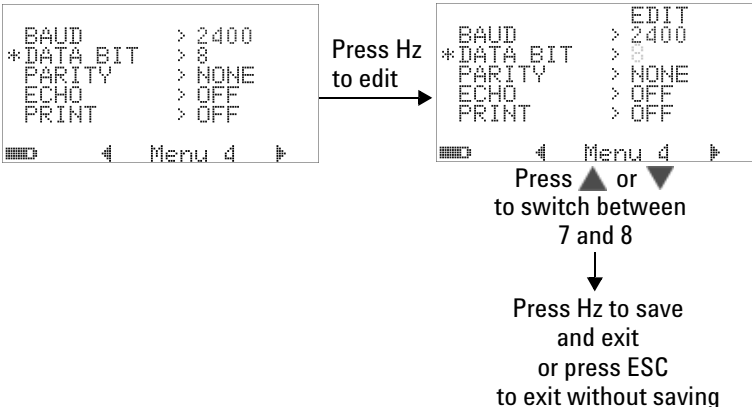 BAUD > 2400
*DATA BIT > 8
PARITY > NONE
ECHO > OFF
PRINT > OFF
Menu 4
Press Hz
to edit
EDIT
BAUD > 2400
*DATA BIT > 8
PARITY > NONE
ECHO > OFF
PRINT > OFF
Menu 4
Press ▲ or ▼
to switch between
7 and 8
Press Hz to save
and exit
or press ESC
to exit without saving